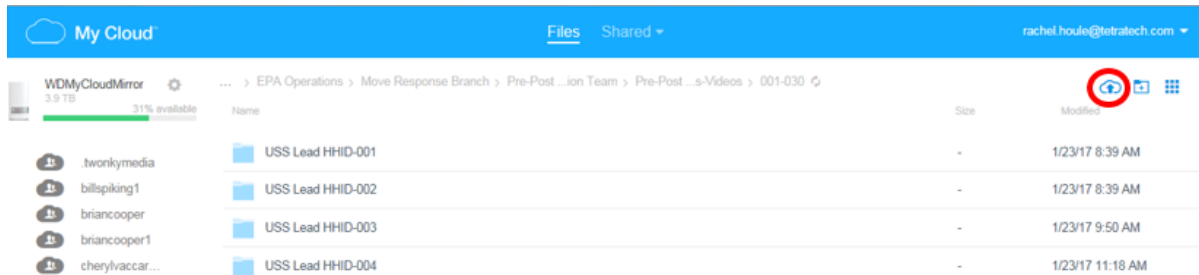 My Cloud™ Files Shared rachel.houle@tetratech.com
WDMyCloudMirror
3.9 TB
31% available
.twonkymedia
billspiking1
briancooper
briancooper1
cherylvaccar...
... > EPA Operations > Move Response Branch > Pre-Post ...ion Team > Pre-Post ...s-Videos > 001-030
Name Size Modified
USS Lead HHID-001 - 1/23/17 8:39 AM
USS Lead HHID-002 - 1/23/17 8:39 AM
USS Lead HHID-003 - 1/23/17 9:50 AM
USS Lead HHID-004 - 1/23/17 11:18 AM